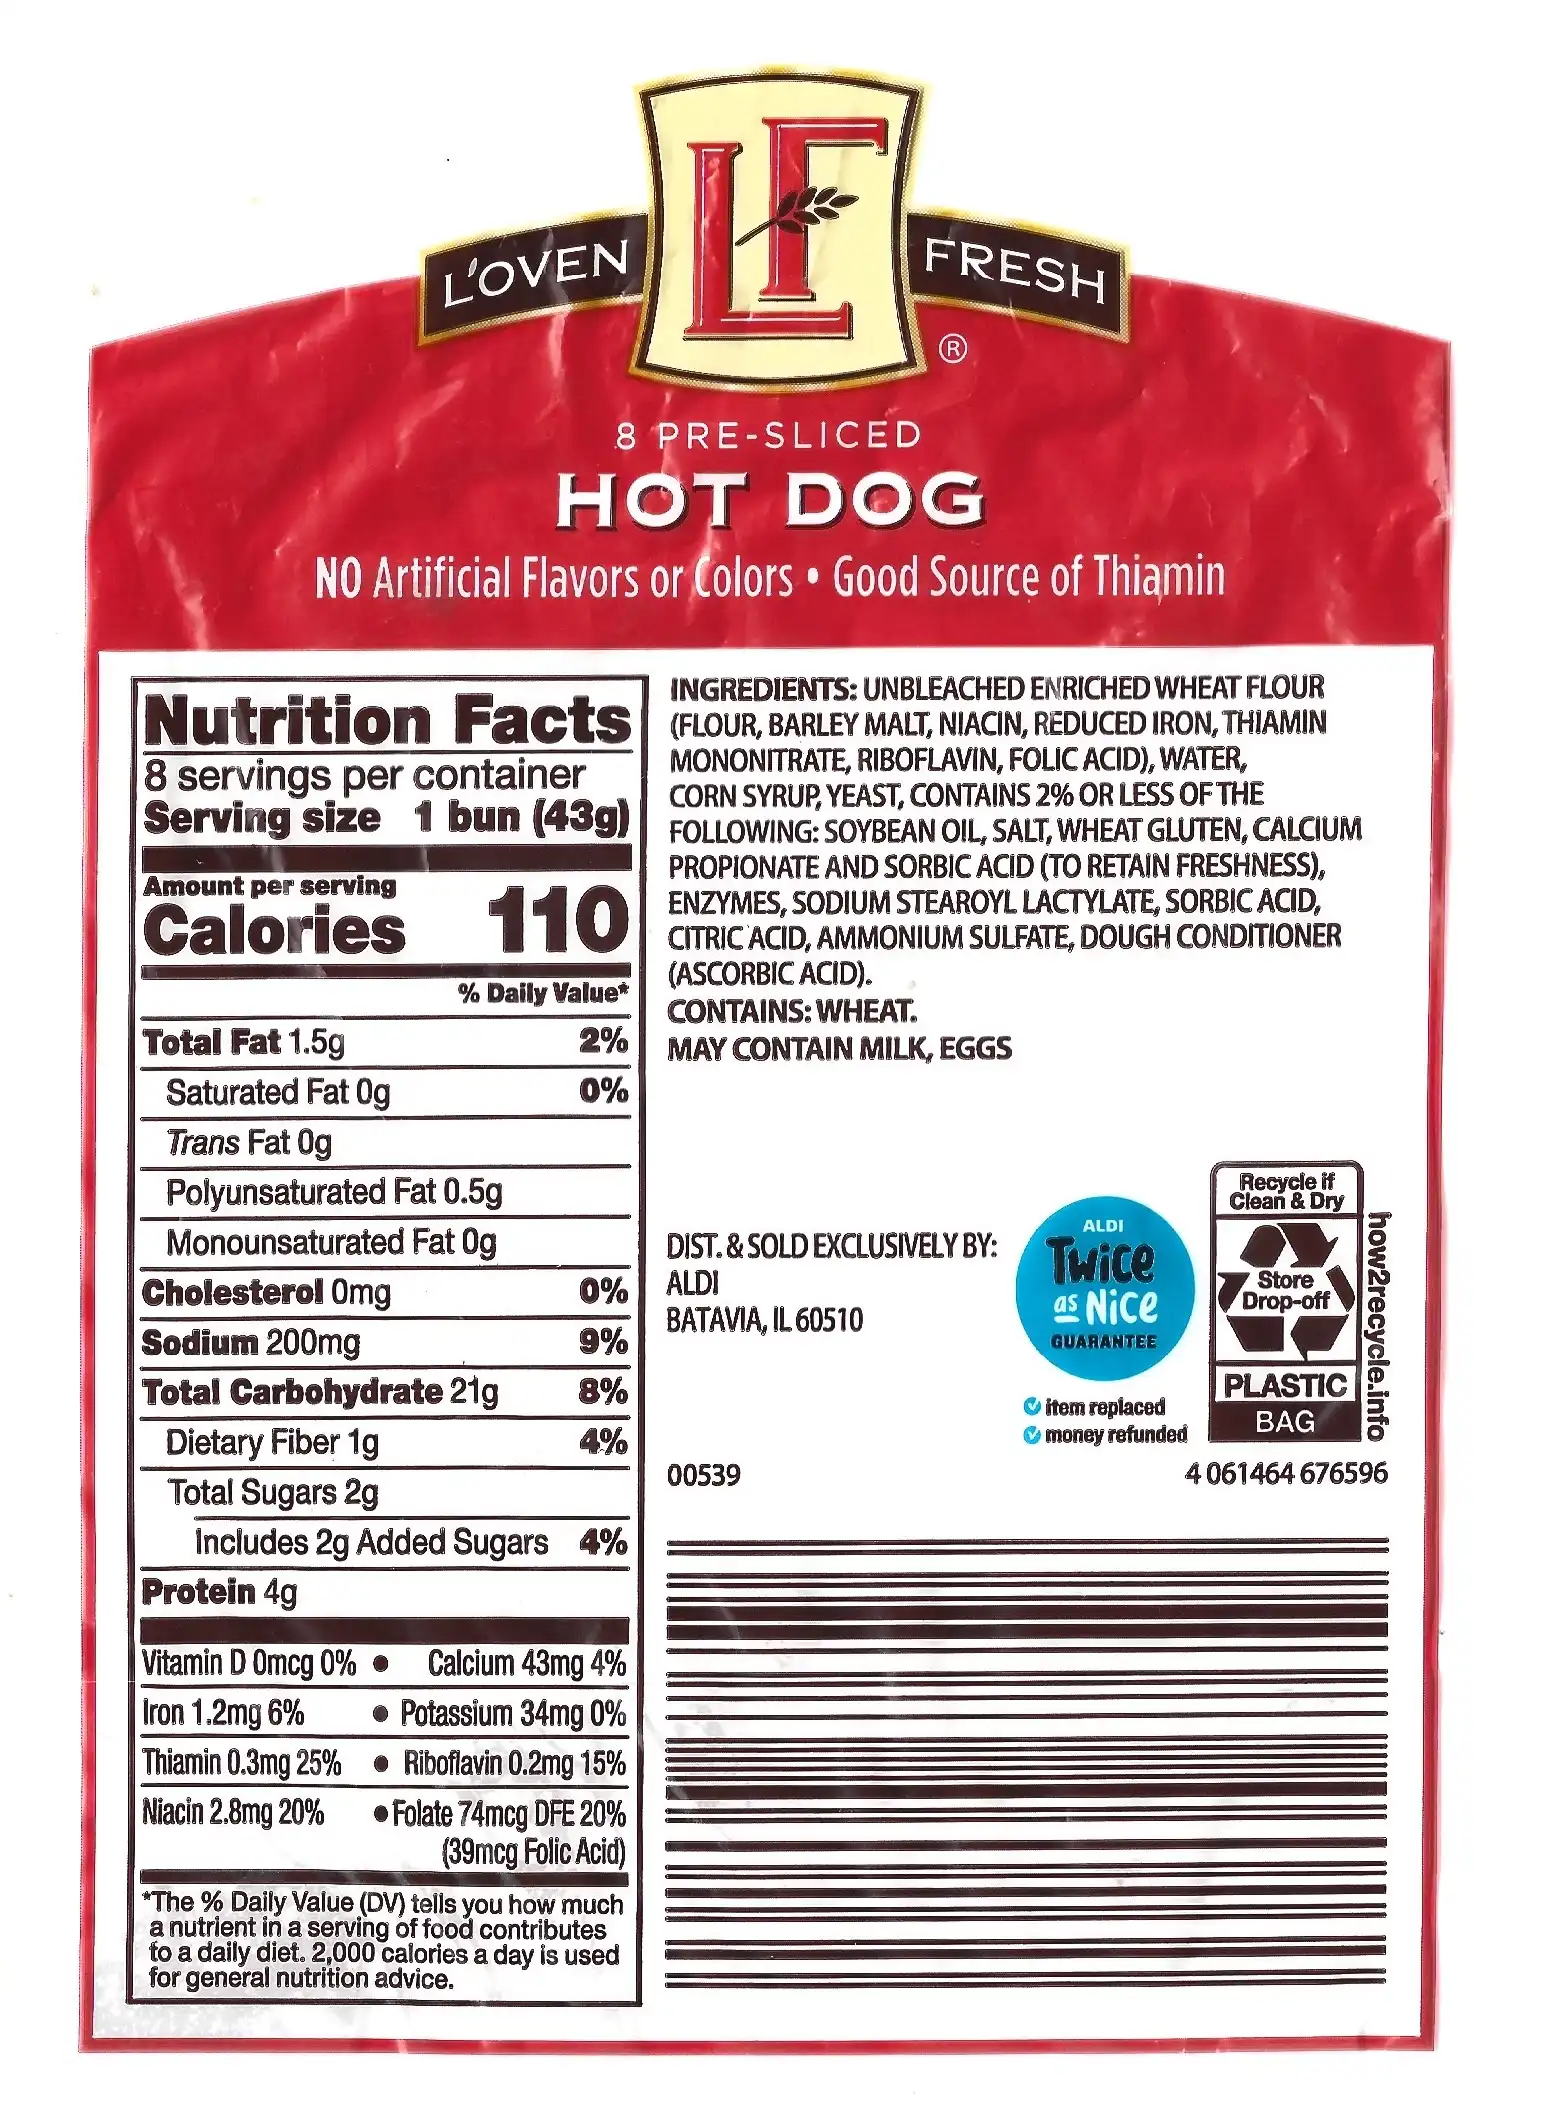 LF
L'OVEN FRESH
®
8 PRE-SLICED
HOT DOG
NO Artificial Flavors or Colors • Good Source of Thiamin
Nutrition Facts
8 servings per container
Serving size 1 bun (43g)
Amount per serving
Calories 110
% Daily Value*
Total Fat 1.5g 2%
Saturated Fat 0g 0%
Trans Fat 0g
Polyunsaturated Fat 0.5g
Monounsaturated Fat 0g
Cholesterol 0mg 0%
Sodium 200mg 9%
Total Carbohydrate 21g 8%
Dietary Fiber 1g 4%
Total Sugars 2g
Includes 2g Added Sugars 4%
Protein 4g
Vitamin D 0mcg 0% • Calcium 43mg 4%
Iron 1.2mg 6% • Potassium 34mg 0%
Thiamin 0.3mg 25% • Riboflavin 0.2mg 15%
Niacin 2.8mg 20% • Folate 74mcg DFE 20%
(39mcg Folic Acid)
*The % Daily Value (DV) tells you how much
a nutrient in a serving of food contributes
to a daily diet. 2,000 calories a day is used
for general nutrition advice.
INGREDIENTS: UNBLEACHED ENRICHED WHEAT FLOUR
(FLOUR, BARLEY MALT, NIACIN, REDUCED IRON, THIAMIN
MONONITRATE, RIBOFLAVIN, FOLIC ACID), WATER,
CORN SYRUP, YEAST, CONTAINS 2% OR LESS OF THE
FOLLOWING: SOYBEAN OIL, SALT, WHEAT GLUTEN, CALCIUM
PROPIONATE AND SORBIC ACID (TO RETAIN FRESHNESS),
ENZYMES, SODIUM STEAROYL LACTYLATE, SORBIC ACID,
CITRIC ACID, AMMONIUM SULFATE, DOUGH CONDITIONER
(ASCORBIC ACID).
CONTAINS: WHEAT.
MAY CONTAIN MILK, EGGS
DIST. & SOLD EXCLUSIVELY BY:
ALDI
BATAVIA, IL 60510
ALDI
Twice
as Nice
GUARANTEE
item replaced
money refunded
Recycle if
Clean & Dry
Store
Drop-off
PLASTIC
BAG
how2recycle.info
00539
4 061464 676596